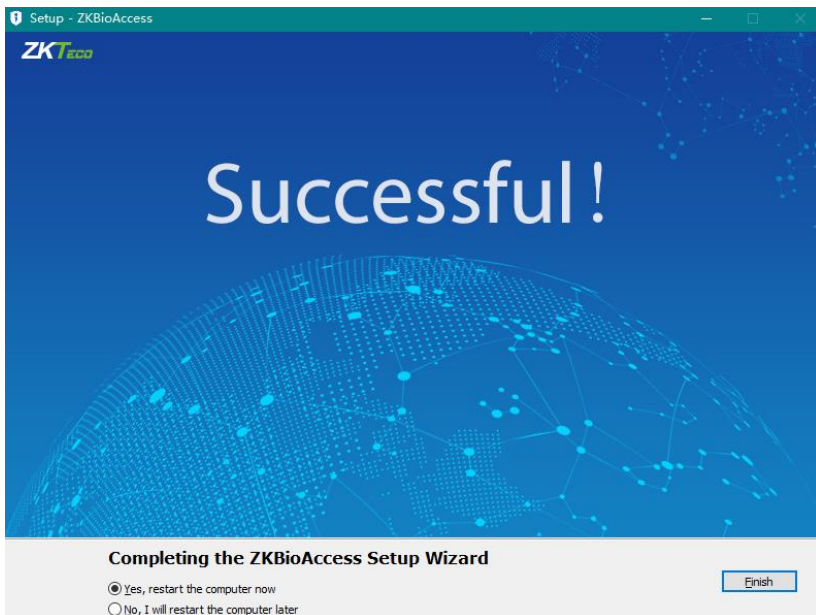 Setup - ZKBioAccess
ZKTeco
Successful!
Completing the ZKBioAccess Setup Wizard
Yes, restart the computer now
Finish
No, I will restart the computer later